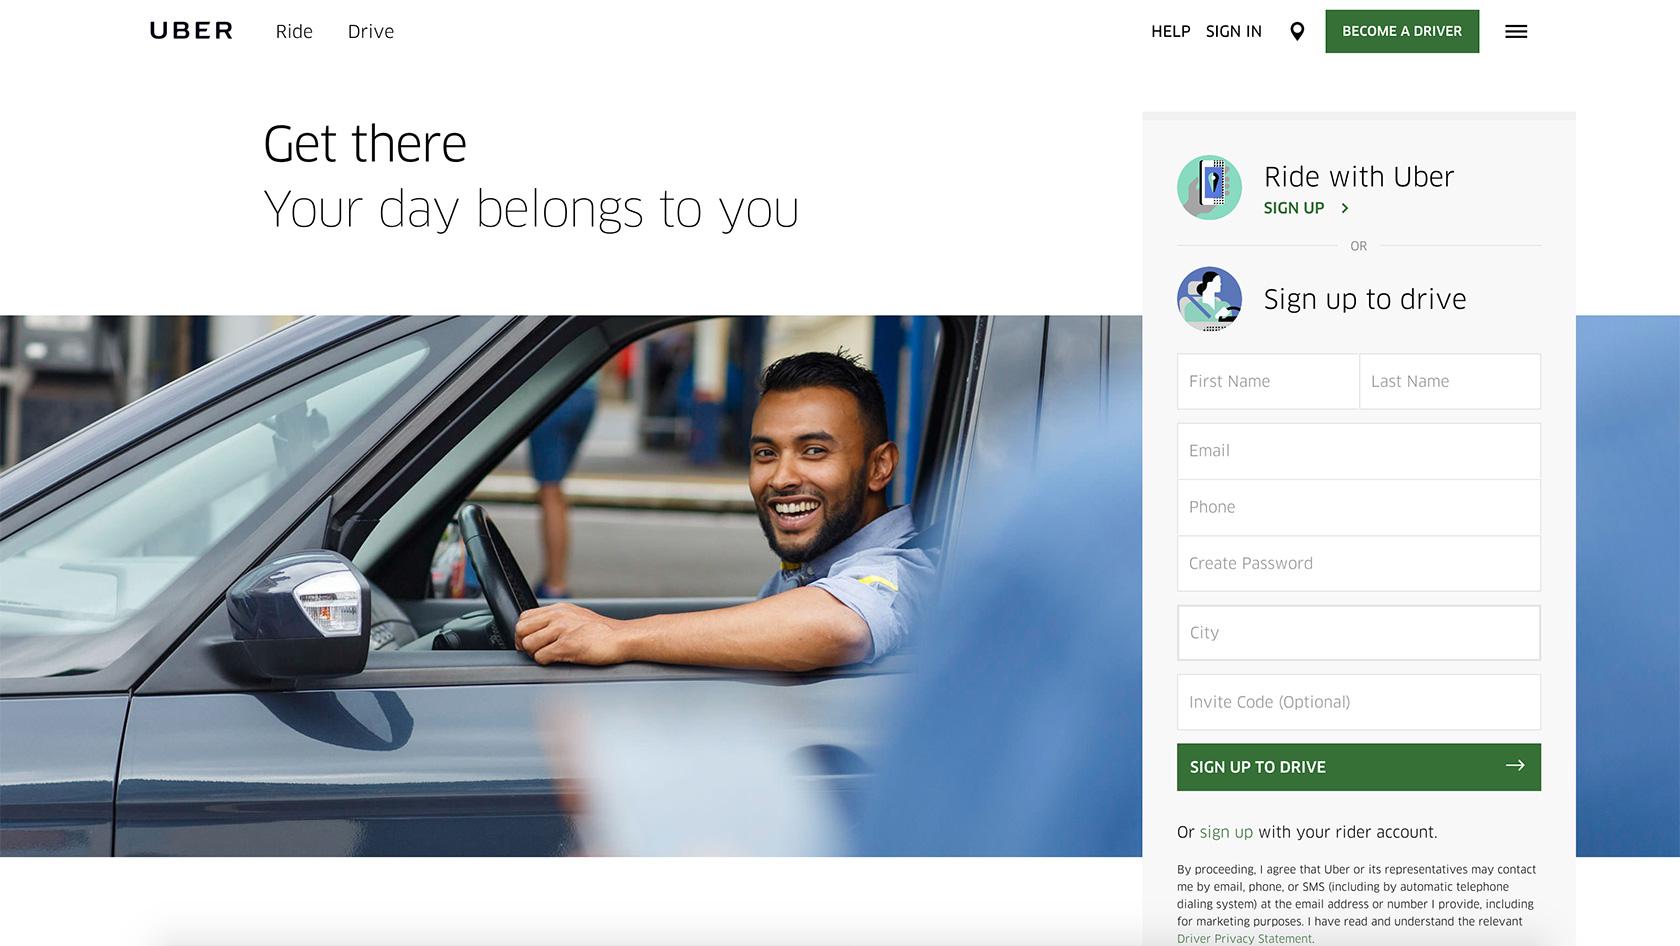 UBER
Ride
Drive
HELP
SIGN IN
BECOME A DRIVER
Get there
Your day belongs to you
Ride with Uber
SIGN UP
OR
Sign up to drive
First Name
Last Name
Email
Phone
Create Password
City
Invite Code (Optional)
SIGN UP TO DRIVE
Or sign up with your rider account.
By proceeding, I agree that Uber or its representatives may contact
me by email, phone, or SMS (including by automatic telephone
dialing system) at the email address or number I provide, including
for marketing purposes. I have read and understand the relevant
Driver Privacy Statement.